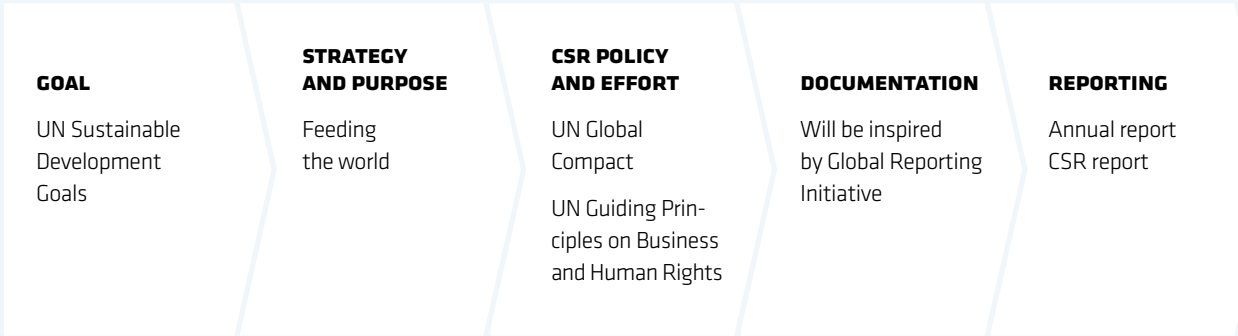 GOAL
UN Sustainable
Development
Goals
STRATEGY
AND PURPOSE
Feeding
the world
CSR POLICY
AND EFFORT
UN Global
Compact
UN Guiding Prin-
ciples on Business
and Human Rights
DOCUMENTATION
Will be inspired
by Global Reporting
Initiative
REPORTING
Annual report
CSR report